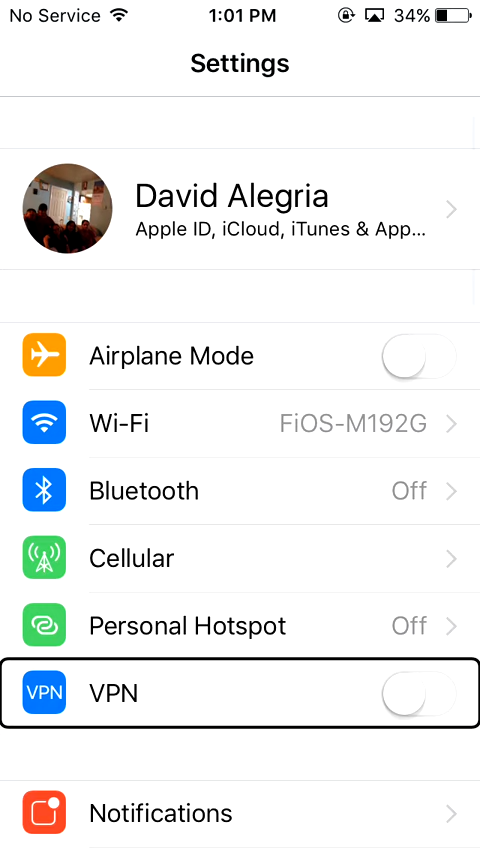 No Service 1:01 PM 34%
Settings
David Alegria
Apple ID, iCloud, iTunes & App...
Airplane Mode
Wi-Fi FiOS-M192G
Bluetooth Off
Cellular
Personal Hotspot Off
VPN VPN
Notifications